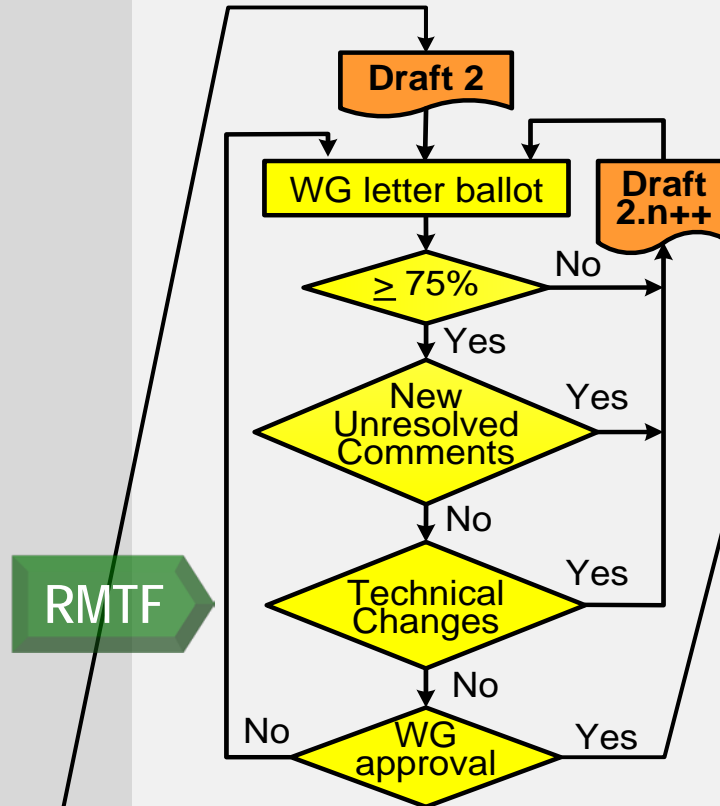 Draft 2
WG letter ballot
Draft
2.n++
≥ 75%
No
Yes
New
Unresolved
Comments
Yes
No
RMTF
Technical
Changes
Yes
No
No
WG
approval
Yes